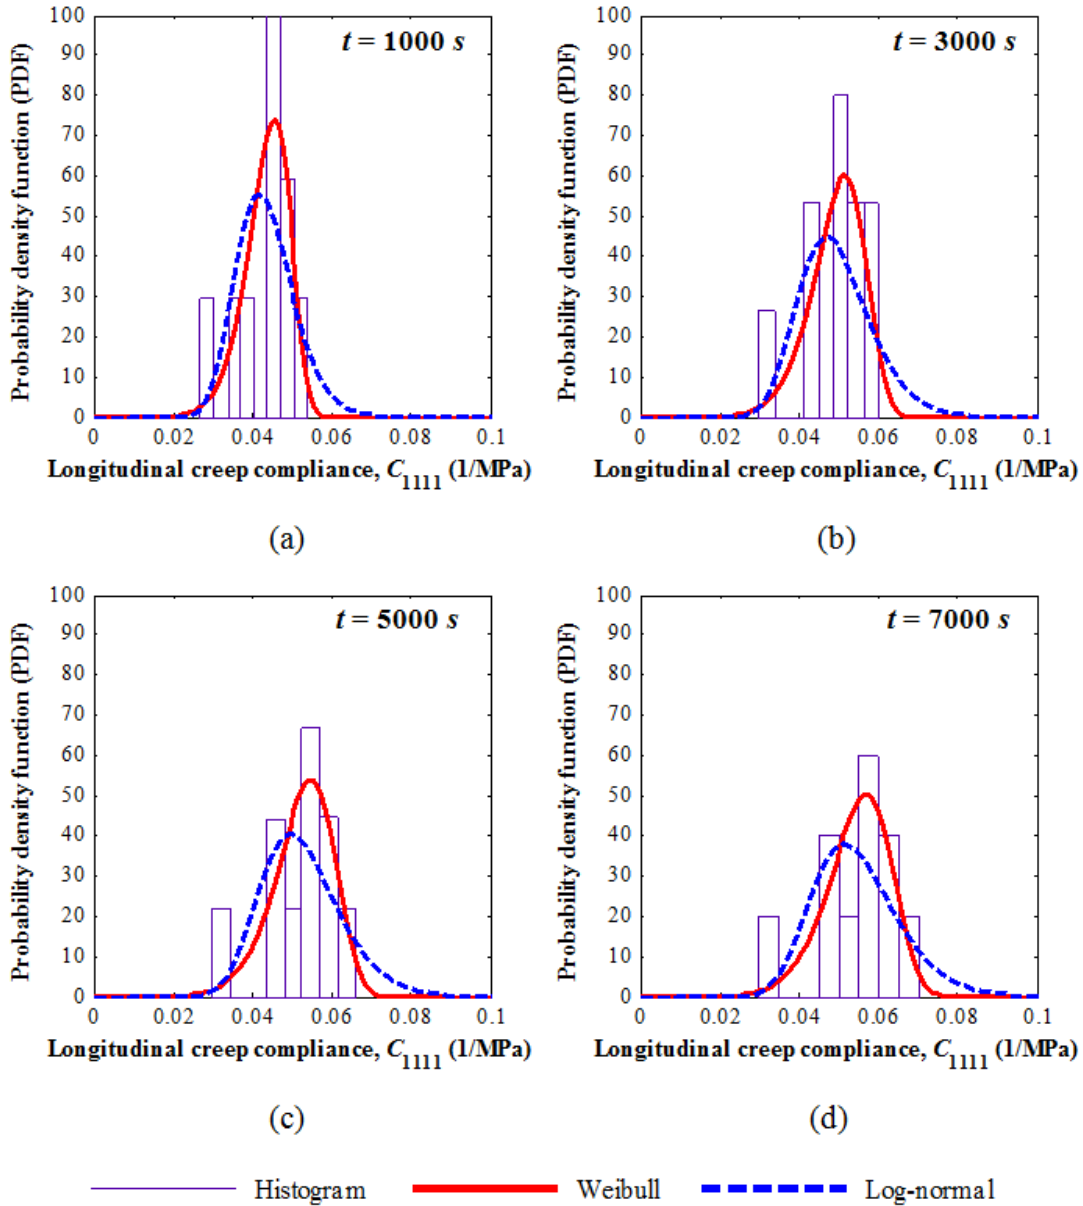 t = 1000 s
Probability density function (PDF)
100
90
80
70
60
50
40
30
20
10
0
0 0.02 0.04 0.06 0.08 0.1
Longitudinal creep compliance, C1111 (1/MPa)
(a)
t = 3000 s
Probability density function (PDF)
100
90
80
70
60
50
40
30
20
10
0
0 0.02 0.04 0.06 0.08 0.1
Longitudinal creep compliance, C1111 (1/MPa)
(b)
t = 5000 s
Probability density function (PDF)
100
90
80
70
60
50
40
30
20
10
0
0 0.02 0.04 0.06 0.08 0.1
Longitudinal creep compliance, C1111 (1/MPa)
(c)
t = 7000 s
Probability density function (PDF)
100
90
80
70
60
50
40
30
20
10
0
0 0.02 0.04 0.06 0.08 0.1
Longitudinal creep compliance, C1111 (1/MPa)
(d)
Histogram Weibull Log-normal